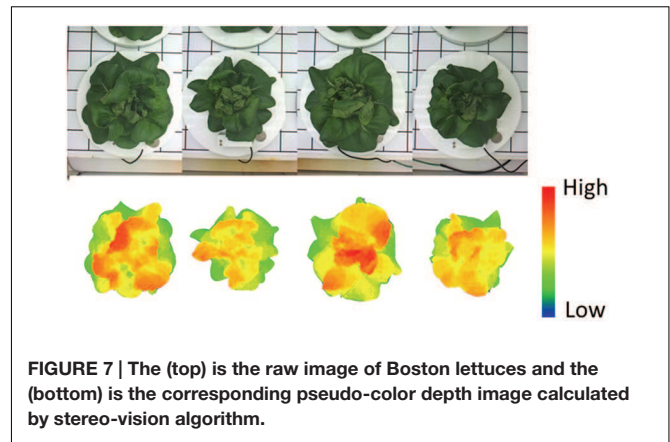 High
Low
FIGURE 7 | The (top) is the raw image of Boston lettuces and the
(bottom) is the corresponding pseudo-color depth image calculated
by stereo-vision algorithm.